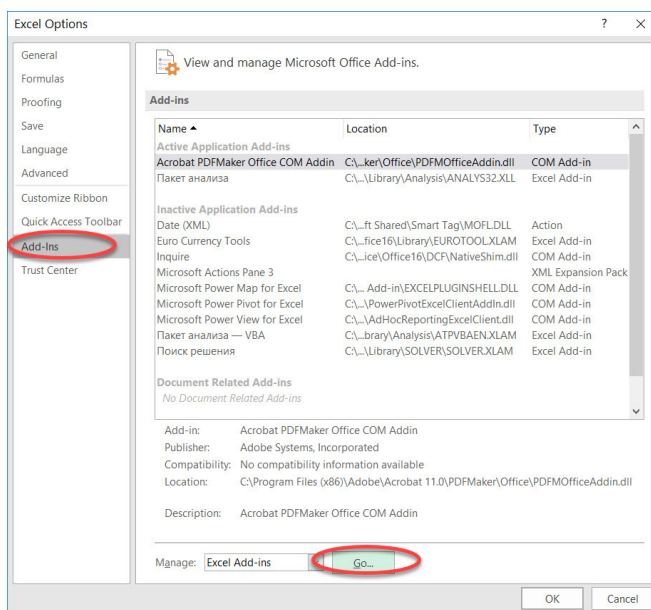 Excel Options ? ×
General
Formulas
Proofing
Save
Language
Advanced
Customize Ribbon
Quick Access Toolbar
Add-Ins
Trust Center
View and manage Microsoft Office Add-ins.
Add-ins
Name Location Type
Active Application Add-ins
Acrobat PDFMaker Office COM Addin C:\...ker\Office\PDFMOfficeAddin.dll COM Add-in
Пакет анализа C:\...\Library\Analysis\ANALYS32.XLL Excel Add-in
Inactive Application Add-ins
Date (XML) C:\...ft Shared\Smart Tag\MOFL.DLL Action
Euro Currency Tools C:\...fice16\Library\EUROTOOL.XLAM Excel Add-in
Inquire C:\...ice\Office16\DCF\NativeShim.dll COM Add-in
Microsoft Actions Pane 3 XML Expansion Pack
Microsoft Power Map for Excel C:\... Add-in\EXCELPLUGINSHELL.DLL COM Add-in
Microsoft Power Pivot for Excel C:\...\PowerPivotExcelClientAddIn.dll COM Add-in
Microsoft Power View for Excel C:\...\AdHocReportingExcelClient.dll COM Add-in
Пакет анализа — VBA C:\...brary\Analysis\ATPVBAEN.XLAM Excel Add-in
Поиск решения C:\...\Library\SOLVER\SOLVER.XLAM Excel Add-in
Document Related Add-ins
No Document Related Add-ins
Add-in: Acrobat PDFMaker Office COM Addin
Publisher: Adobe Systems, Incorporated
Compatibility: No compatibility information available
Location: C:\Program Files (x86)\Adobe\Acrobat 11.0\PDFMaker\Office\PDFMOfficeAddin.dll
Description: Acrobat PDFMaker Office COM Addin
Manage: Excel Add-ins Go...
OK Cancel